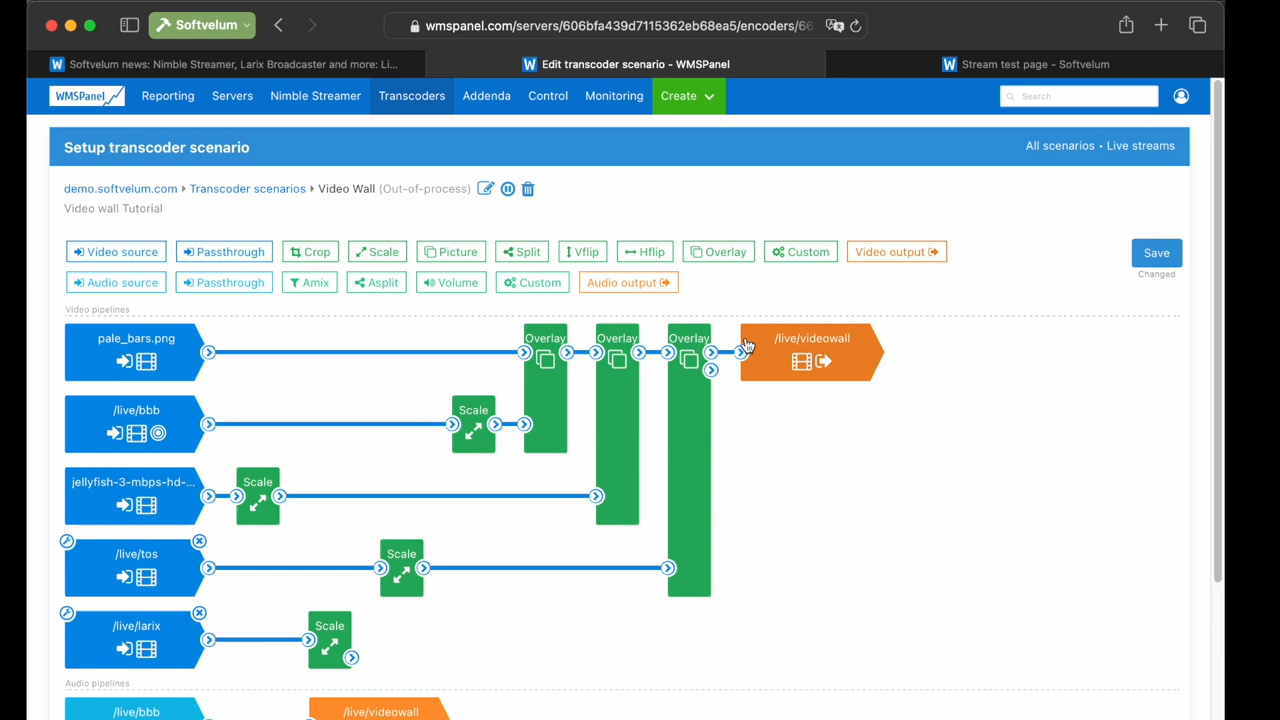 Softvelum
wmspanel.com/servers/606bfa439d7115362eb68ea5/encoders/66
Softvelum news: Nimble Streamer, Larix Broadcaster and more: Li...
Edit transcoder scenario - WMSPanel
Stream test page - Softvelum
WMSPanel
Reporting
Servers
Nimble Streamer
Transcoders
Addenda
Control
Monitoring
Create
Search
Setup transcoder scenario
All scenarios • Live streams
demo.softvelum.com
Transcoder scenarios
Video Wall (Out-of-process)
Video wall Tutorial
Video source
Passthrough
Crop
Scale
Picture
Split
Vflip
Hflip
Overlay
Custom
Video output
Save
Changed
Audio source
Passthrough
Amix
Asplit
Volume
Custom
Audio output
Video pipelines
pale_bars.png
Overlay
Overlay
Overlay
/live/videowall
/live/bbb
Scale
jellyfish-3-mbps-hd-...
Scale
/live/tos
Scale
/live/larix
Scale
Audio pipelines
/live/bbb
/live/videowall